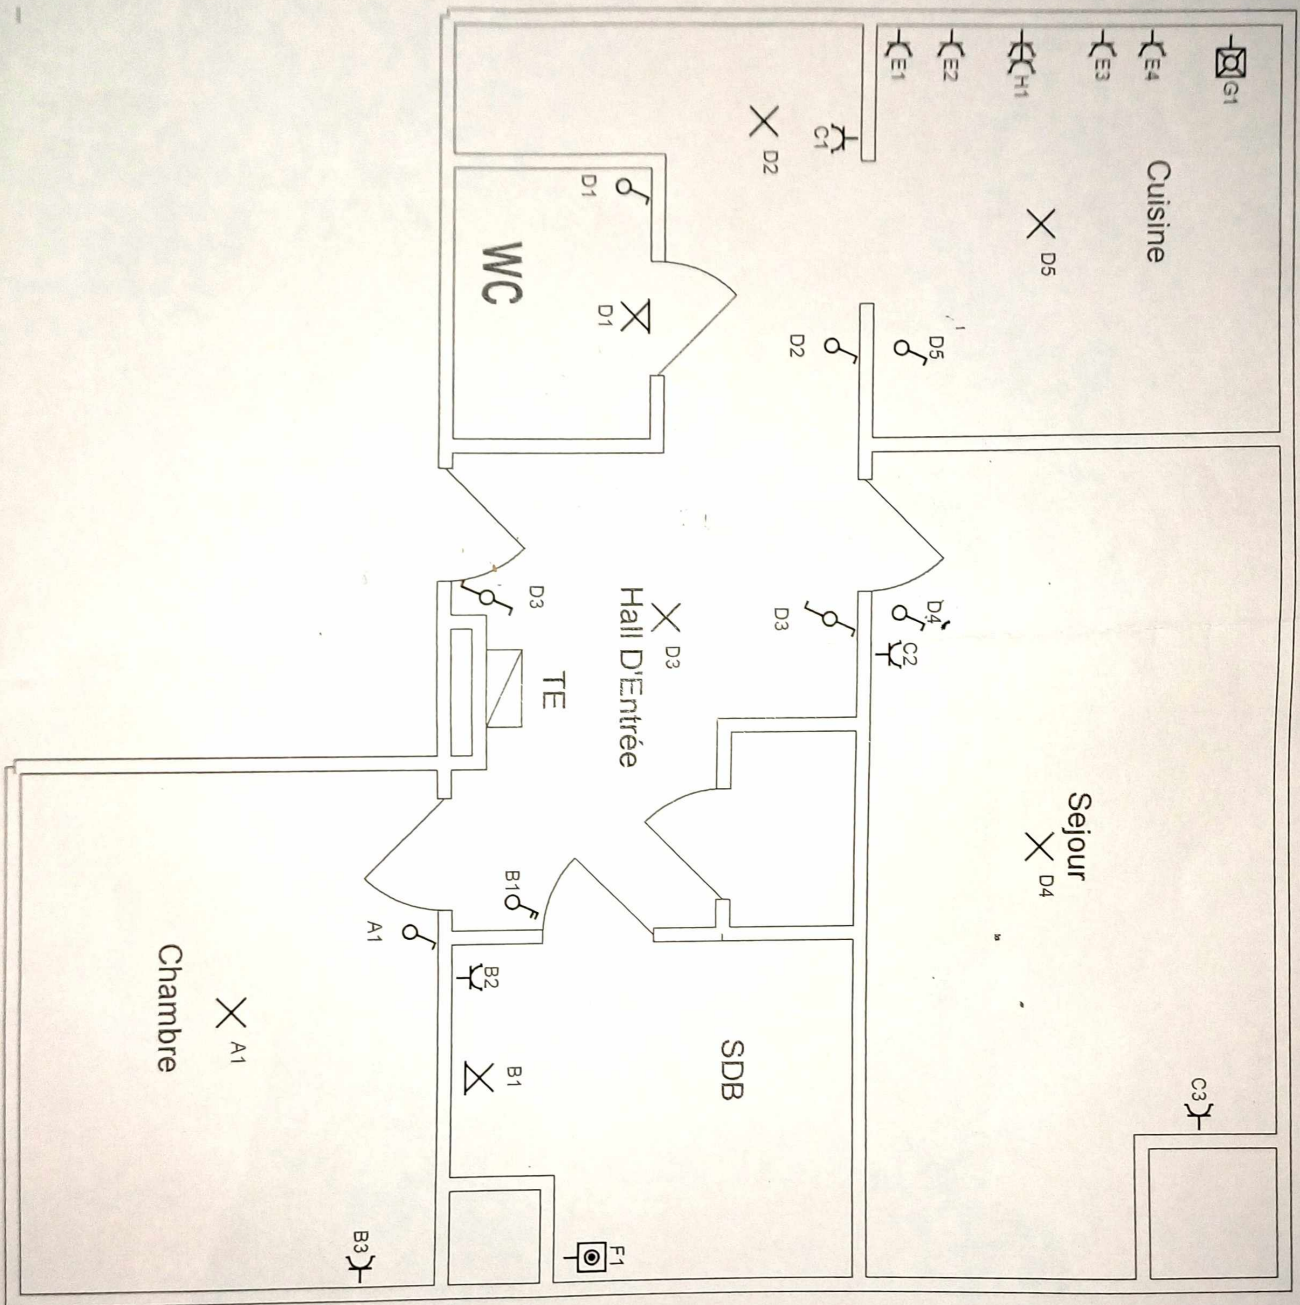 G1
E4
E3
H1
E2
E1
Cuisine
C1
D2
D5
D1
WC
D1
D5
D2
D4
C2
D3
D3
D3
Hall D'Entrée
TE
Sejour
D4
B1
A1
B2
Chambre
A1
B1
SDB
C3
B3
F1